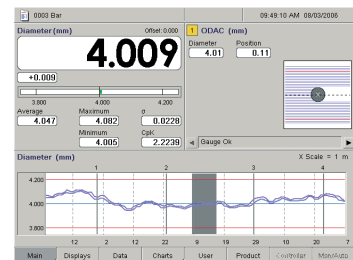 0003 Bar
09:49:10 AM 08/03/2006
Diameter (mm)
Offset: 0.000
4.009
+0.009
3.800 4.000 4.200
Average
4.047
Maximum
4.082
σ
0.0228
Minimum
4.005
CpK
2.2239
1 ODAC (mm)
Diameter Position
4.01 0.11
Gauge Ok
Diameter (mm)
X Scale = 1 m
1 2 3 4
4.200
4.000
3.800
12 2 12 22 9 19 29 10 20 7
Main Displays Data Charts User Product Controller Man/Auto